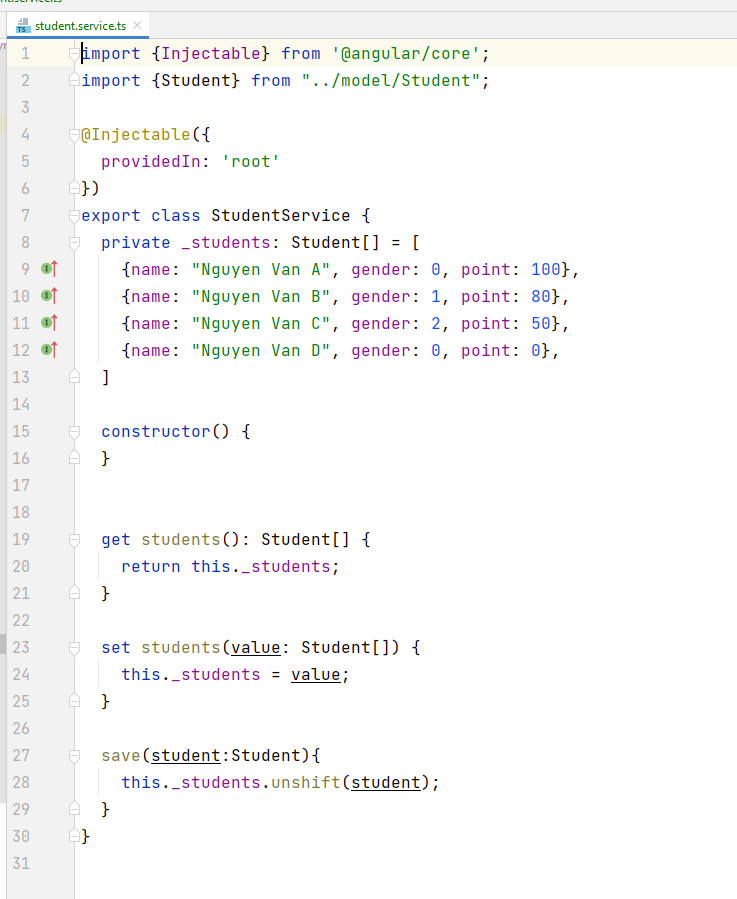 student.service.ts
1 import {Injectable} from '@angular/core';
2 import {Student} from "../model/Student";
3
4 @Injectable({
5   providedIn: 'root'
6 })
7 export class StudentService {
8   private _students: Student[] = [
9     {name: "Nguyen Van A", gender: 0, point: 100},
10     {name: "Nguyen Van B", gender: 1, point: 80},
11     {name: "Nguyen Van C", gender: 2, point: 50},
12     {name: "Nguyen Van D", gender: 0, point: 0},
13   ]
14
15   constructor() {
16   }
17
18
19   get students(): Student[] {
20     return this._students;
21   }
22
23   set students(value: Student[]) {
24     this._students = value;
25   }
26
27   save(student:Student){
28     this._students.unshift(student);
29   }
30 }
31